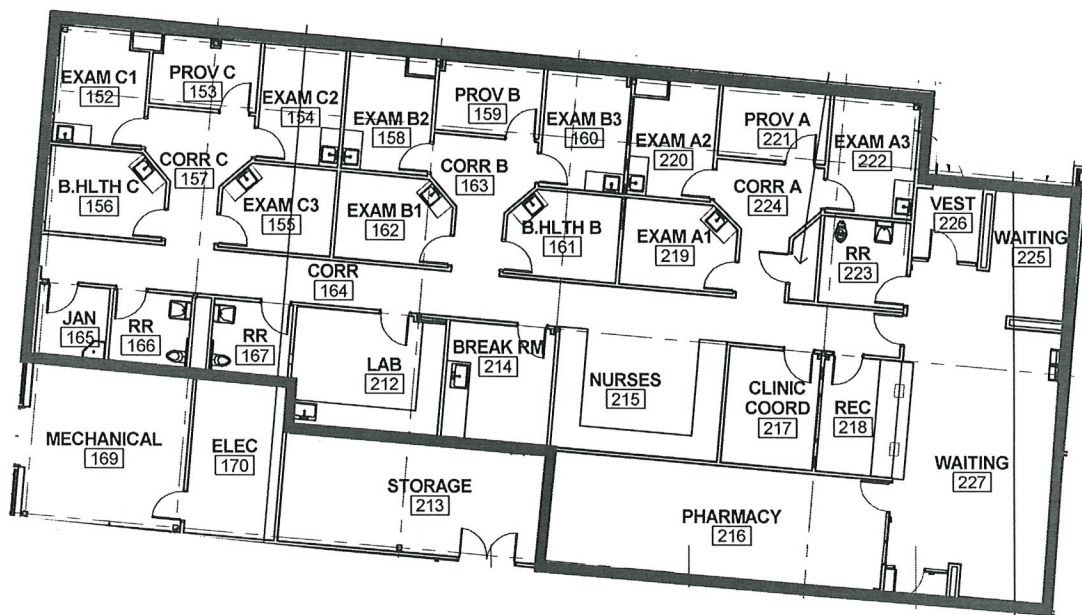 EXAM C1
152
PROV C
153
EXAM C2
154
EXAM B2
158
PROV B
159
EXAM B3
160
EXAM A2
220
PROV A
221
EXAM A3
222
B.HLTH C
156
CORR C
157
EXAM C3
155
EXAM B1
162
CORR B
163
B.HLTH B
161
EXAM A1
219
CORR A
224
RR
223
VEST
226
WAITING
225
CORR
164
JAN
165
RR
166
RR
167
LAB
212
BREAK RM
214
NURSES
215
CLINIC
COORD
217
REC
218
WAITING
227
MECHANICAL
169
ELEC
170
STORAGE
213
PHARMACY
216